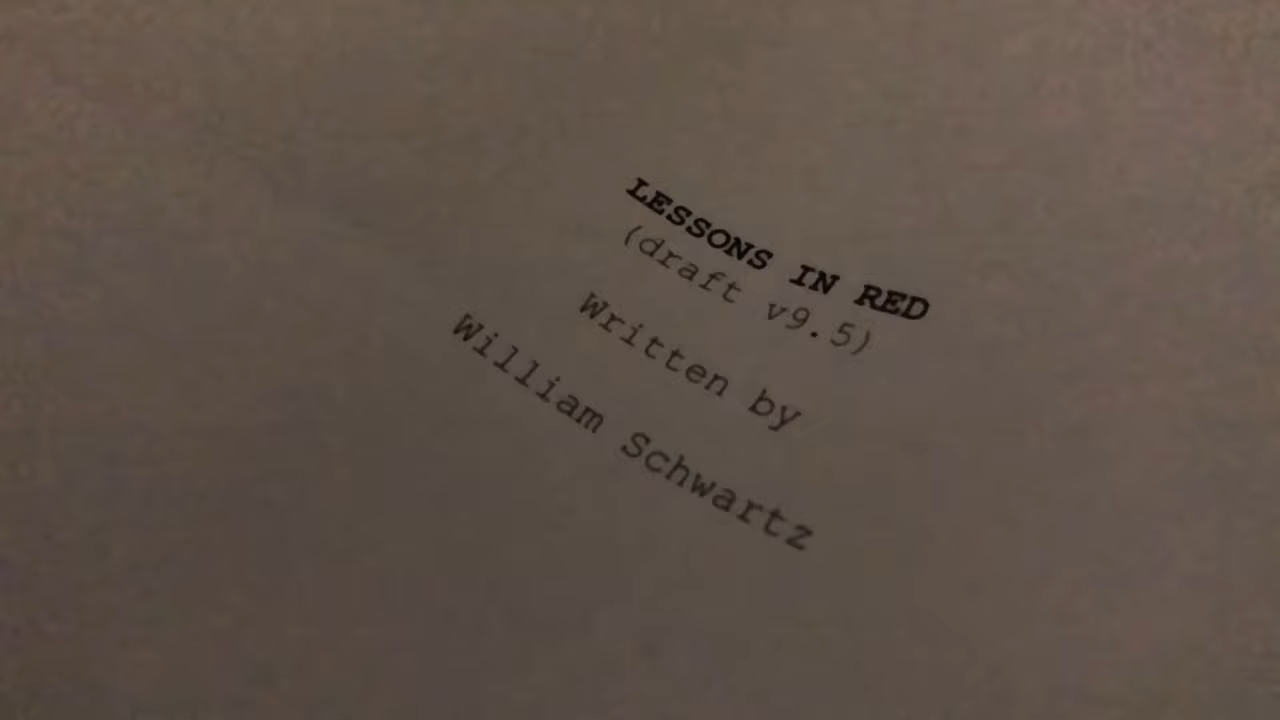 LESSONS IN RED
(draft v9.5)
Written by
William Schwartz